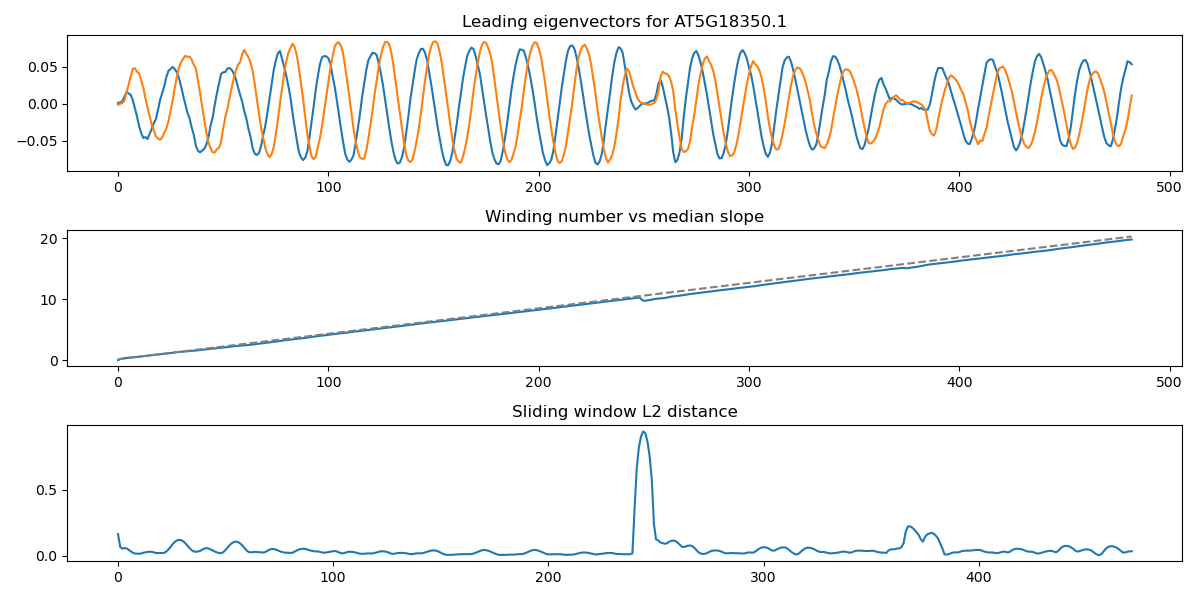 Leading eigenvectors for AT5G18350.1
0.05
0.00
−0.05
0 100 200 300 400 500
Winding number vs median slope
20
10
0
0 100 200 300 400 500
Sliding window L2 distance
0.5
0.0
0 100 200 300 400